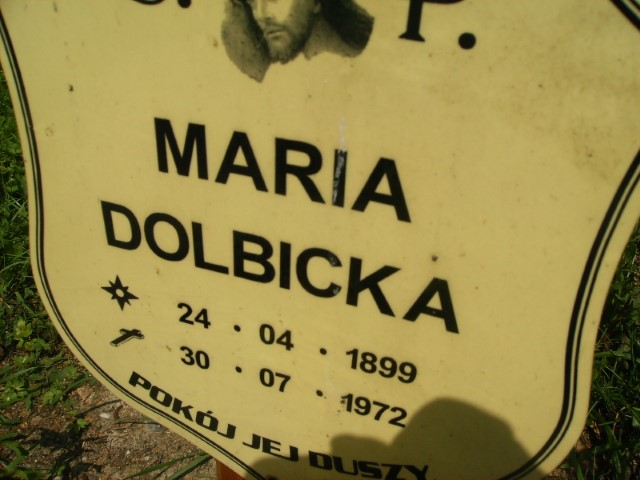 Ś. P.
MARIA
DOLBICKA
24 · 04 · 1899
30 · 07 · 1972
POKÓJ JEJ DUSZY